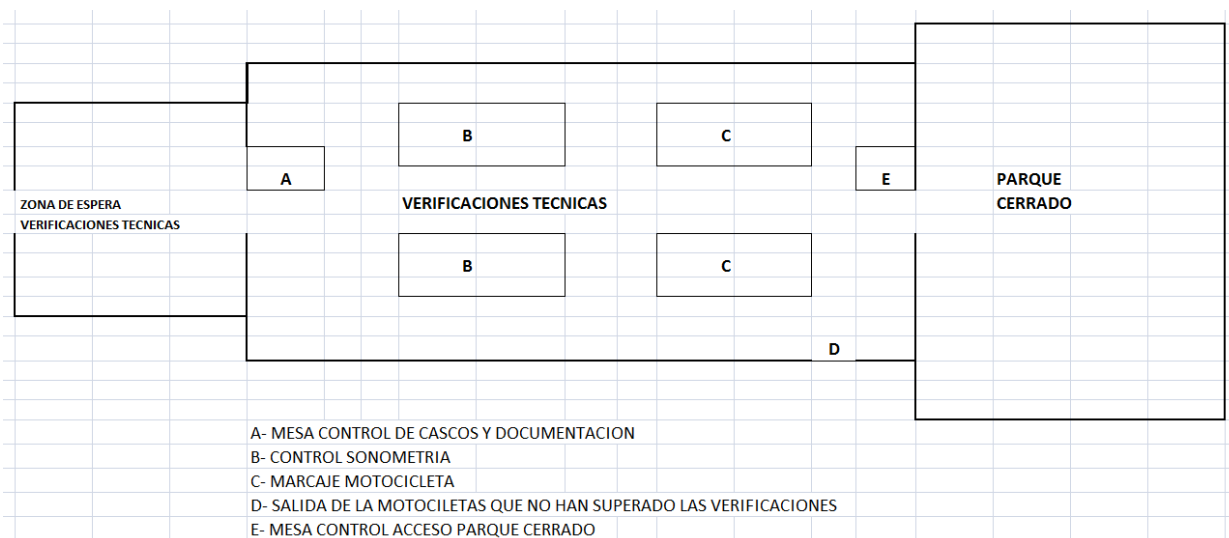 B
C
A
E
PARQUE
CERRADO
ZONA DE ESPERA
VERIFICACIONES TECNICAS
VERIFICACIONES TECNICAS
B
C
D
A- MESA CONTROL DE CASCOS Y DOCUMENTACION
B- CONTROL SONOMETRIA
C- MARCAJE MOTOCICLETA
D- SALIDA DE LA MOTOCILETAS QUE NO HAN SUPERADO LAS VERIFICACIONES
E- MESA CONTROL ACCESO PARQUE CERRADO